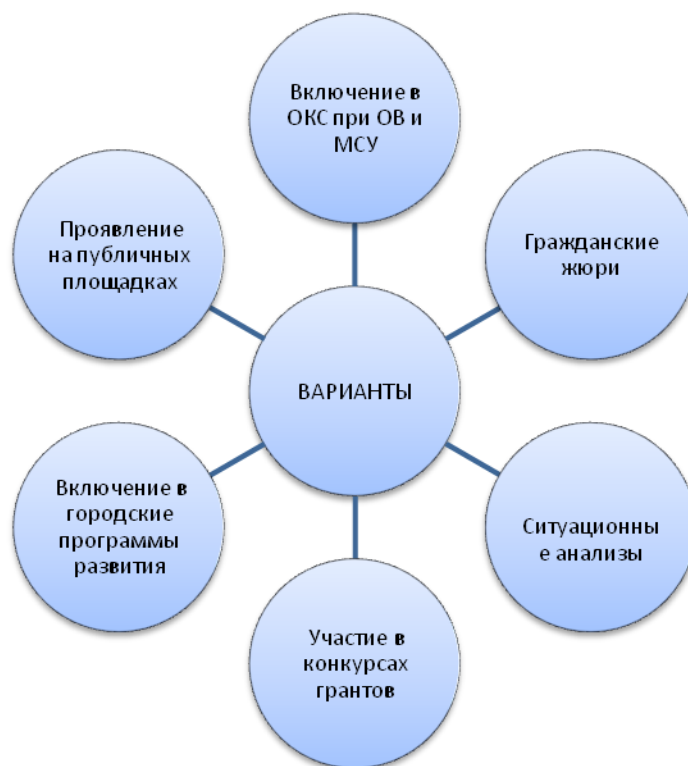 Включение в
ОКС при ОВ и
МСУ
Гражданские
жюри
Ситуационны
е анализы
Участие в
конкурсах
грантов
Включение в
городские
программы
развития
Проявление
на публичных
площадках
ВАРИАНТЫ